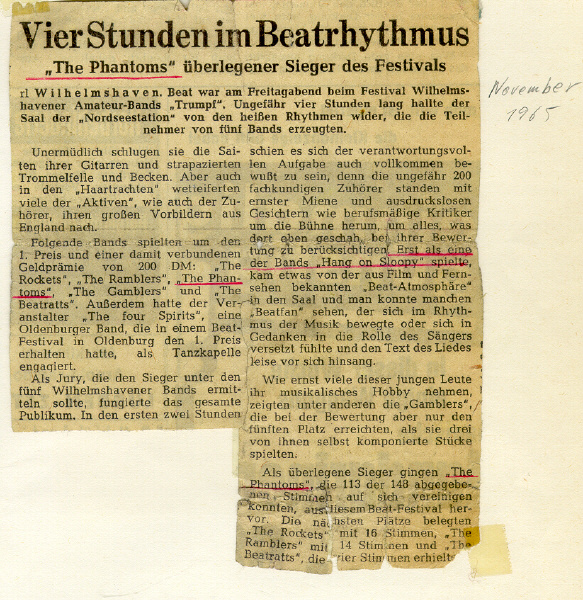 Vier Stunden im Beatrhythmus
„The Phantoms“ überlegener Sieger des Festivals
rl Wilhelmshaven. Beat war am Freitagabend beim Festival Wilhelms-
havener Amateur-Bands „Trumpf“. Ungefähr vier Stunden lang hallte der
Saal der „Nordseestation“ von den heißen Rhythmen wider, die die Teil-
nehmer von fünf Bands erzeugten.
Unermüdlich schlugen sie die Sai-
ten ihrer Gitarren und strapazierten
Trommelfelle und Becken. Aber auch
in den „Haartrachten“ wetteiferten
viele der „Aktiven“, wie auch der Zu-
hörer, ihren großen Vorbildern aus
England nach.
Folgende Bands spielten um den
1. Preis und einer damit verbundenen
Geldprämie von 200 DM: „The
Rockets“, „The Ramblers“, „The Phan-
toms“, „The Gamblers“ und „The
Beatratts“. Außerdem hatte der Ver-
anstalter „The four Spirits“, eine
Oldenburger Band, die in einem Beat-
Festival in Oldenburg den 1. Preis
erhalten hatte, als Tanzkapelle
engagiert.
Als Jury, die den Sieger unter den
fünf Wilhelmshavener Bands ermit-
teln sollte, fungierte das gesamte
Publikum. In den ersten zwei Stunden
schien es sich der verantwortungsvol-
len Aufgabe auch vollkommen be-
wußt zu sein, denn die ungefähr 200
fachkundigen Zuhörer standen mit
ernster Miene und ausdruckslosen
Gesichtern wie berufsmäßige Kritiker
um die Bühne herum, um alles, was
dort oben geschah, bei ihrer Bewer-
tung zu berücksichtigen. Erst als eine
der Bands „Hang on Sloopy“ spielte,
kam etwas von der aus Film und Fern-
sehen bekannten „Beat-Atmosphäre“
in den Saal und man konnte manchen
„Beatfan“ sehen, der sich im Rhyth-
mus der Musik bewegte oder sich in
Gedanken in die Rolle des Sängers
versetzt fühlte und den Text des Liedes
leise vor sich hinsang.
Wie ernst viele dieser jungen Leute
ihr musikalisches Hobby nehmen,
zeigten unter anderen die „Gamblers“,
die bei der Bewertung aber nur den
fünften Platz erreichten, als sie drei
von ihnen selbst komponierte Stücke
spielten.
Als überlegene Sieger gingen „The
Phantoms“, die 113 der 148 abgegebe-
nen Stimmen auf sich vereinigen
konnten, aus diesem Beat-Festival her-
vor. Die nächsten Plätze belegten
„The Rockets“ mit 16 Stimmen, „The
Ramblers“ mit 14 Stimmen und „The
Beatratts“, die vier Stimmen erhielt
November
1965